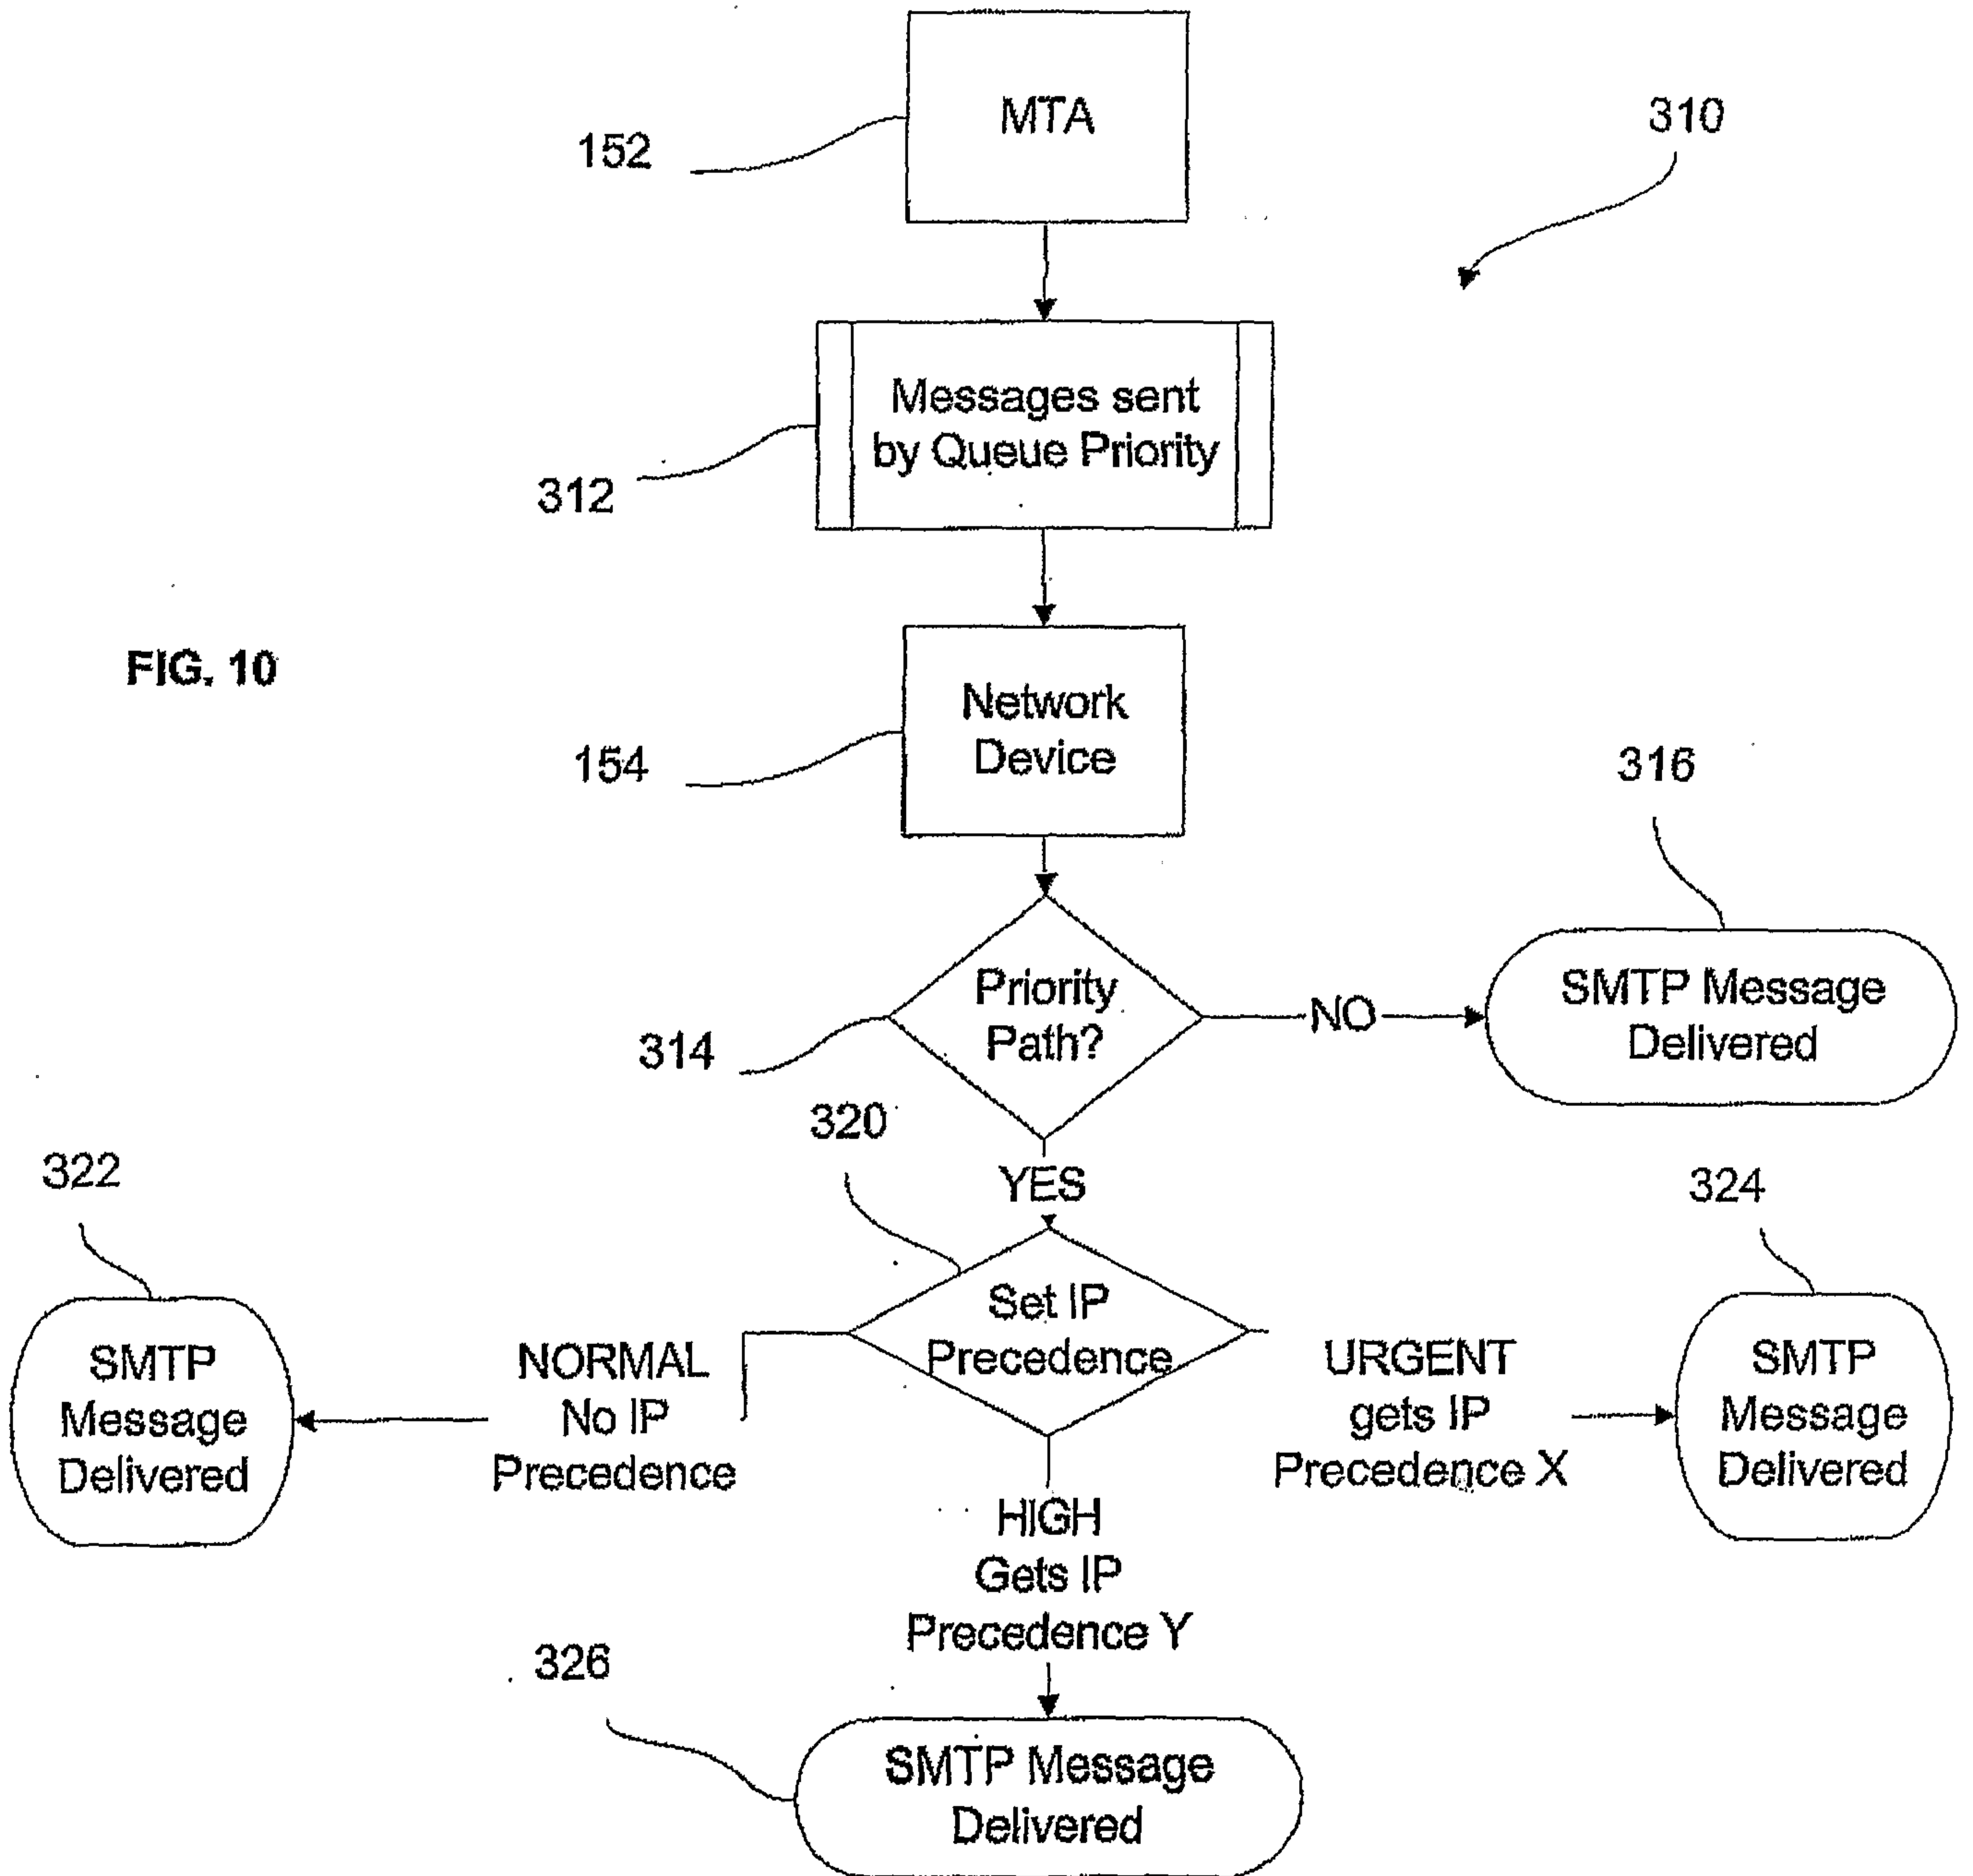 MTA
152
310
Messages sent
by Queue Priority
312
FIG. 10
Network
Device
154
316
Priority
Path?
NO
SMTP Message
Delivered
314
320
322
YES
324
Set IP
Precedence
SMTP
Message
Delivered
NORMAL
No IP
Precedence
URGENT
gets IP
Precedence X
SMTP
Message
Delivered
HIGH
Gets IP
Precedence Y
326
SMTP Message
Delivered